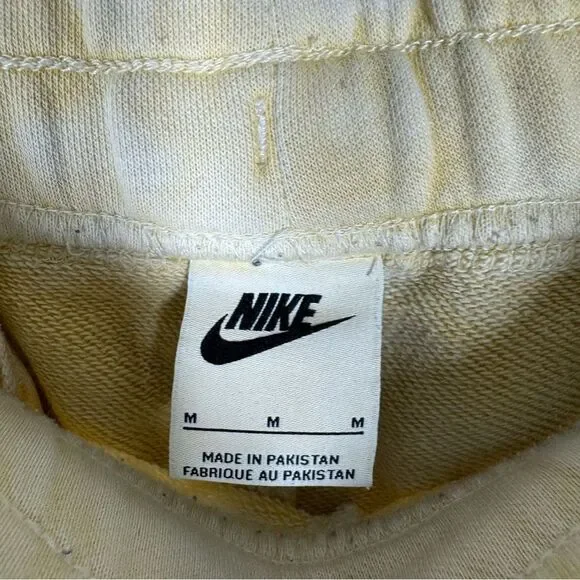 NIKE
M M M
MADE IN PAKISTAN
FABRIQUE AU PAKISTAN